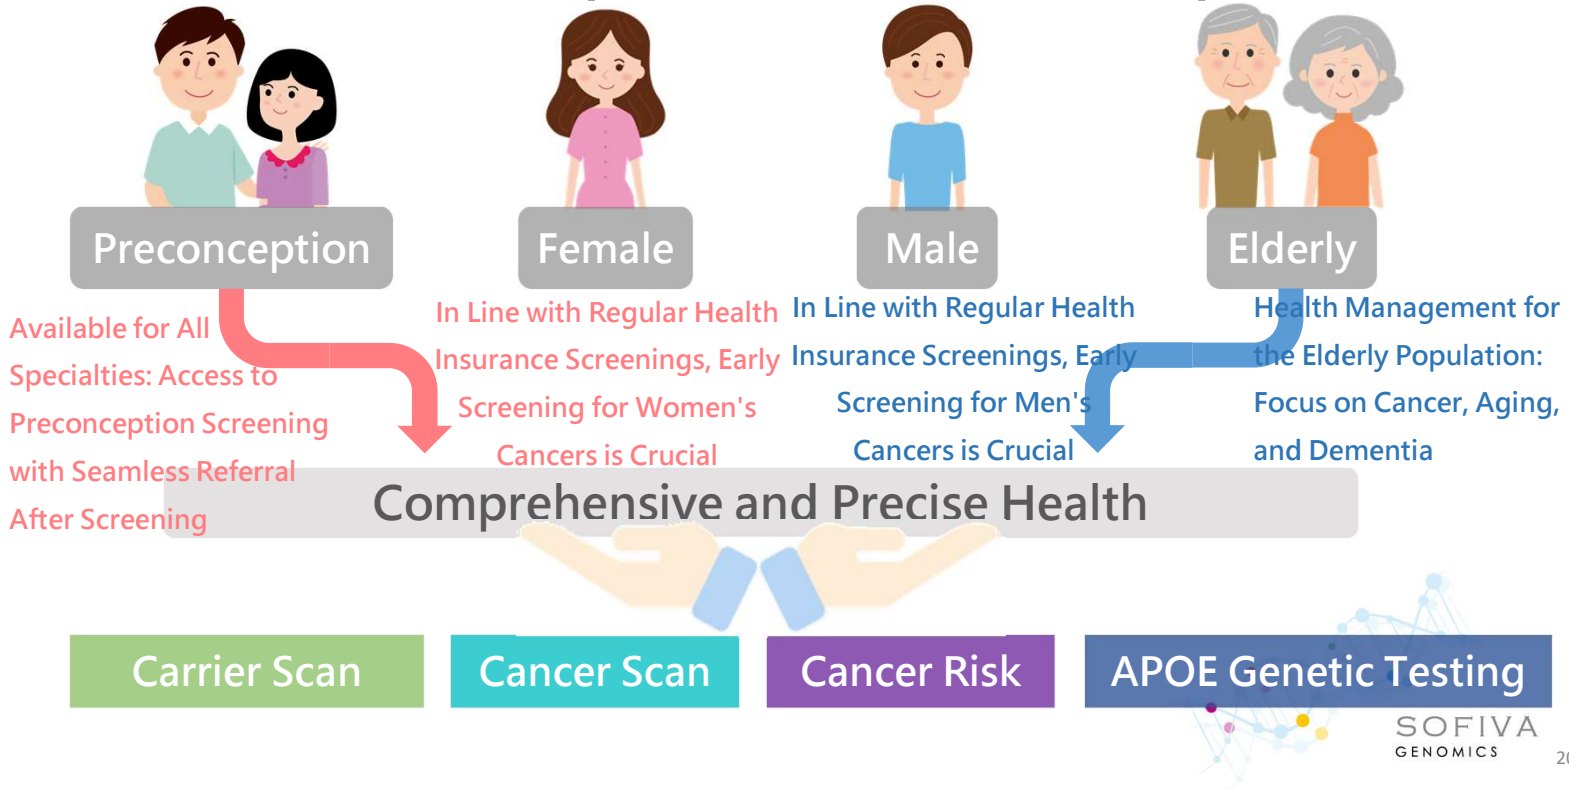 Preconception
Female
Male
Elderly
Available for All
Specialties: Access to
Preconception Screening
with Seamless Referral
After Screening
In Line with Regular Health
Insurance Screenings, Early
Screening for Women's
Cancers is Crucial
In Line with Regular Health
Insurance Screenings, Early
Screening for Men's
Cancers is Crucial
Health Management for
the Elderly Population:
Focus on Cancer, Aging,
and Dementia
Comprehensive and Precise Health
Carrier Scan
Cancer Scan
Cancer Risk
APOE Genetic Testing
SOFIVA
GENOMICS